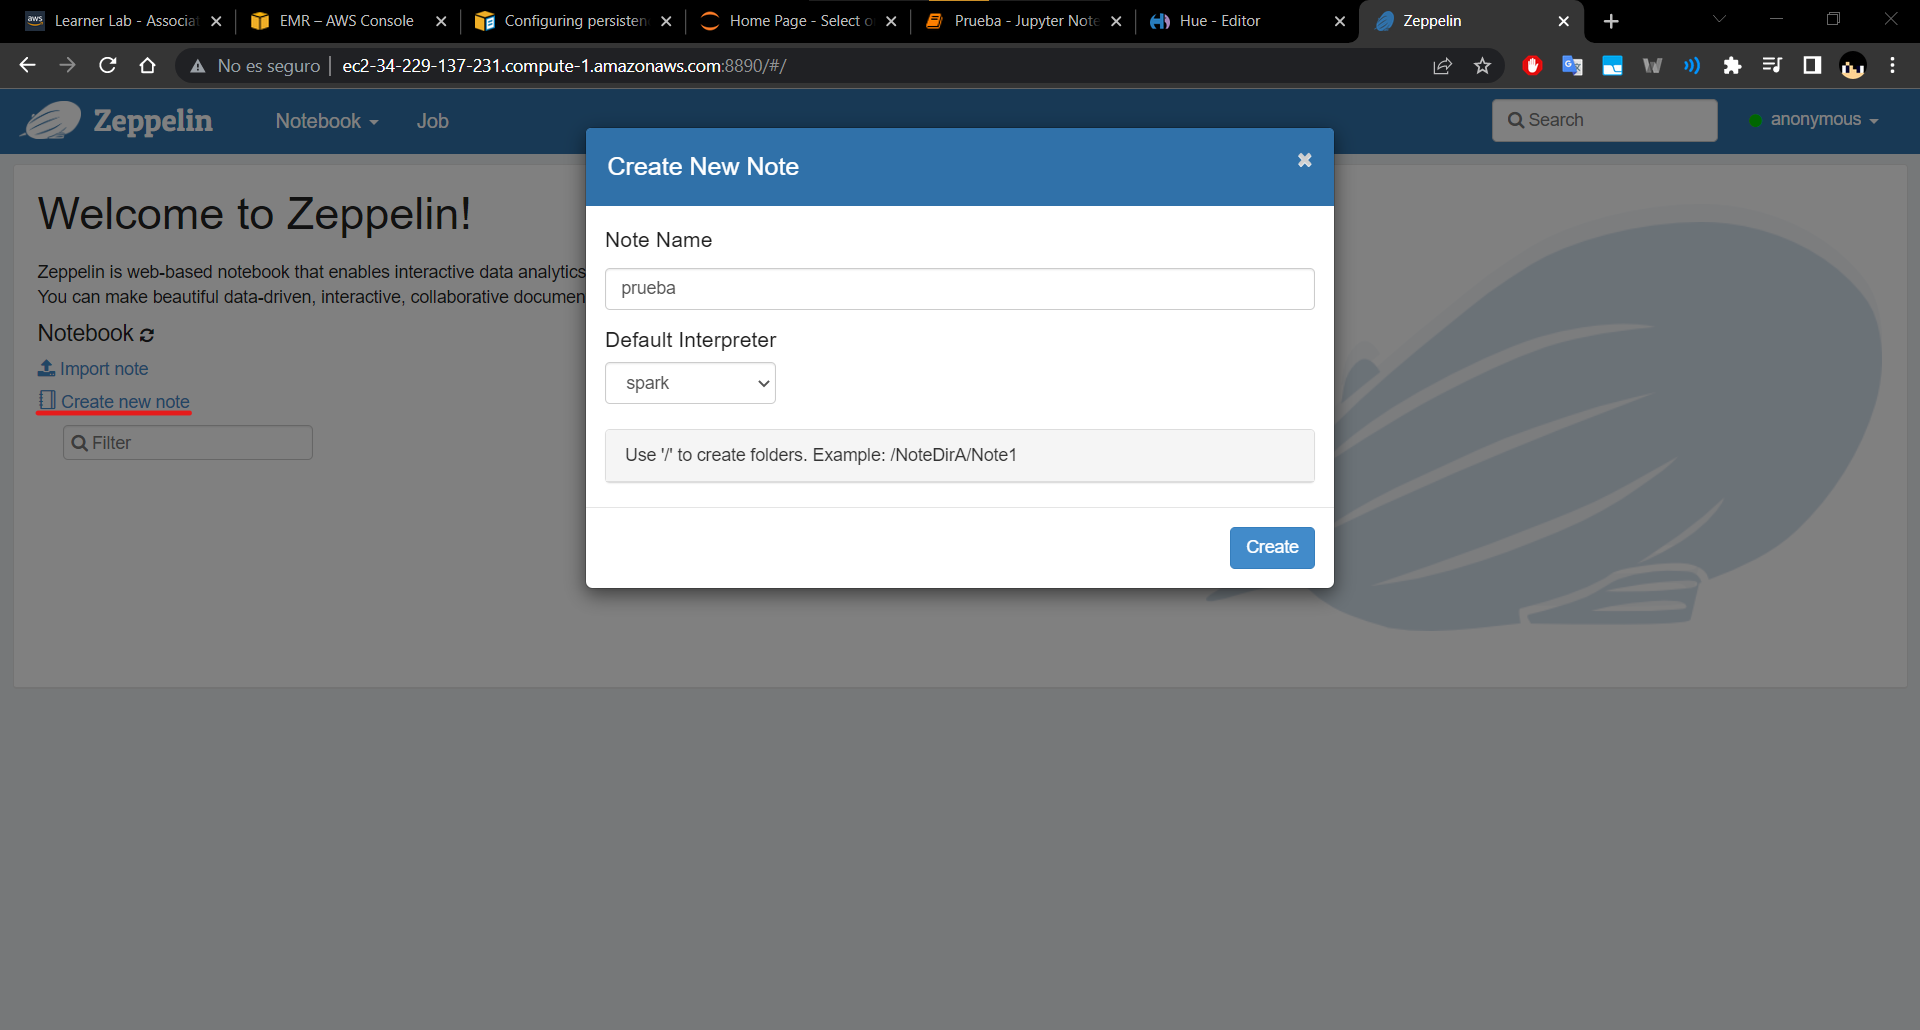 aws Learner Lab - Associat
EMR – AWS Console
Configuring persisten
Home Page - Select o
Prueba - Jupyter Note
Hue - Editor
Zeppelin
No es seguro | ec2-34-229-137-231.compute-1.amazonaws.com:8890/#/
Zeppelin
Notebook
Job
Search
anonymous
Create New Note
Welcome to Zeppelin!
Zeppelin is web-based notebook that enables interactive data analytics
You can make beautiful data-driven, interactive, collaborative documen
Notebook
Import note
Create new note
Filter
Note Name
prueba
Default Interpreter
spark
Use '/' to create folders. Example: /NoteDirA/Note1
Create